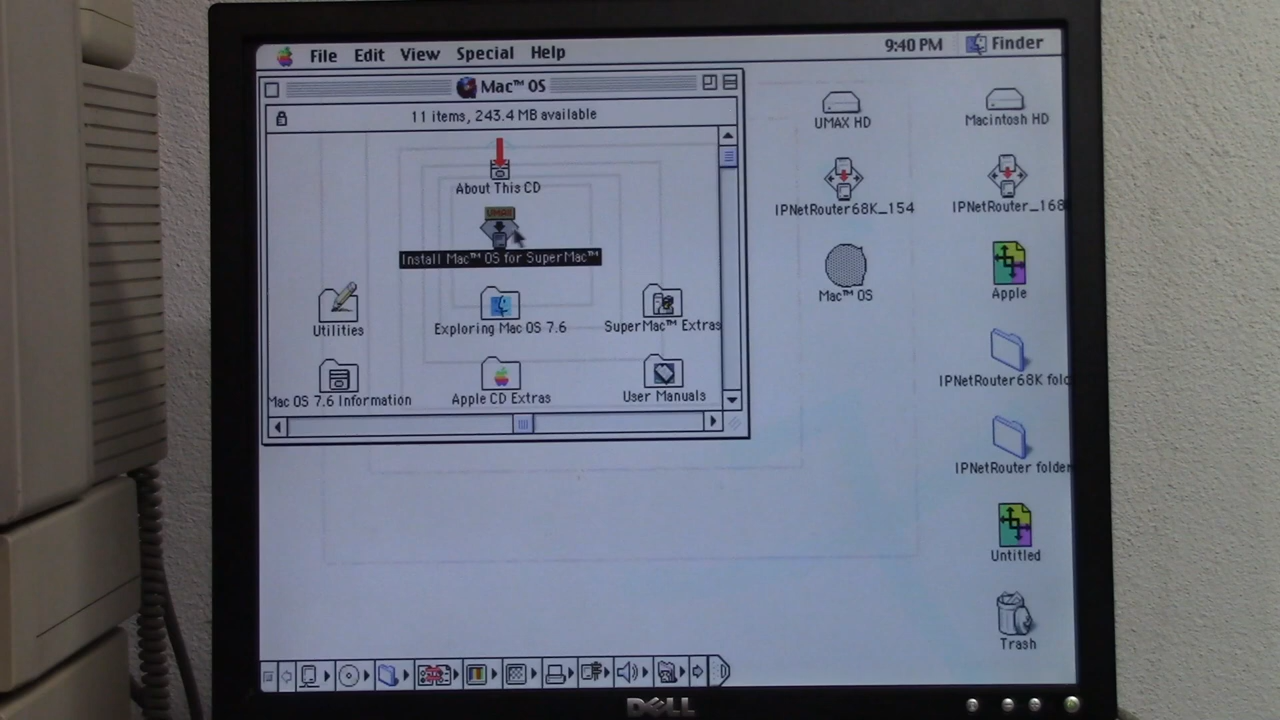 File Edit View Special Help 9:40 PM Finder
Mac™ OS
11 items, 243.4 MB available
About This CD
UMAX
Install Mac™ OS for SuperMac™
Utilities
Exploring Mac OS 7.6
SuperMac™ Extras
Mac OS 7.6 Information
Apple CD Extras
User Manuals
UMAX HD
Macintosh HD
IPNetRouter68K_154
IPNetRouter_168
Mac™ OS
Apple
IPNetRouter68K fold
IPNetRouter folder
Untitled
Trash
DELL